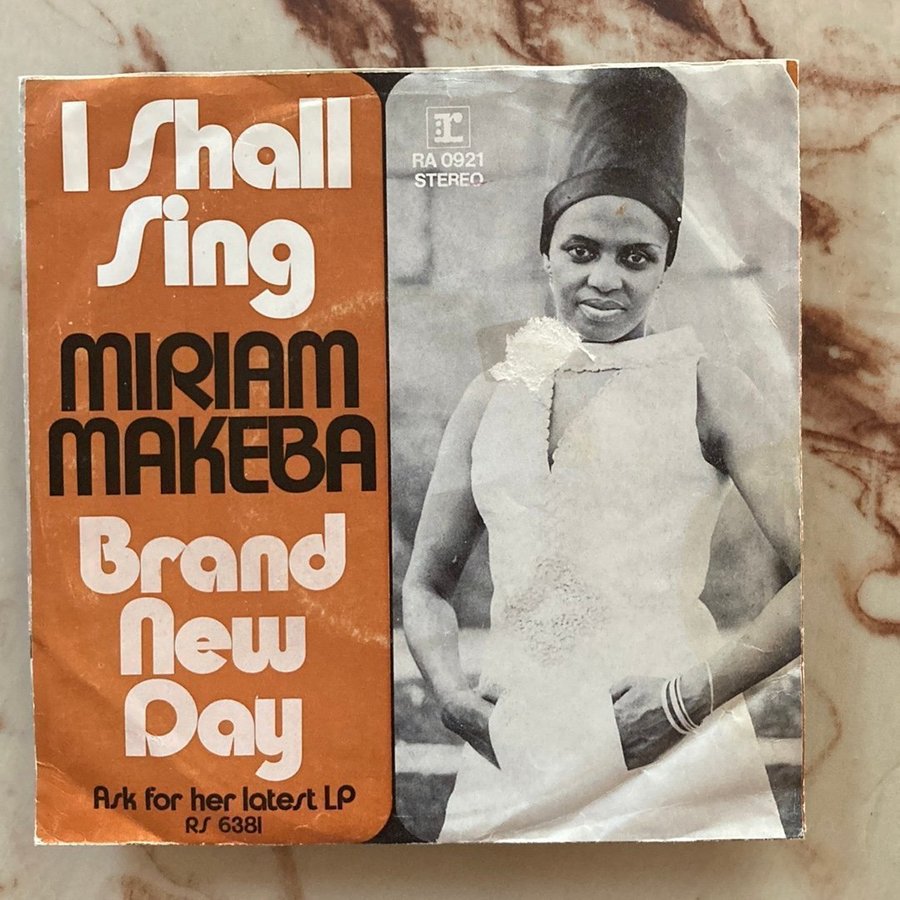 I Shall
Sing
MIRIAM
MAKEBA
Brand
New
Day
Ask for her latest LP
RS 6381
r
RA 0921
STEREO